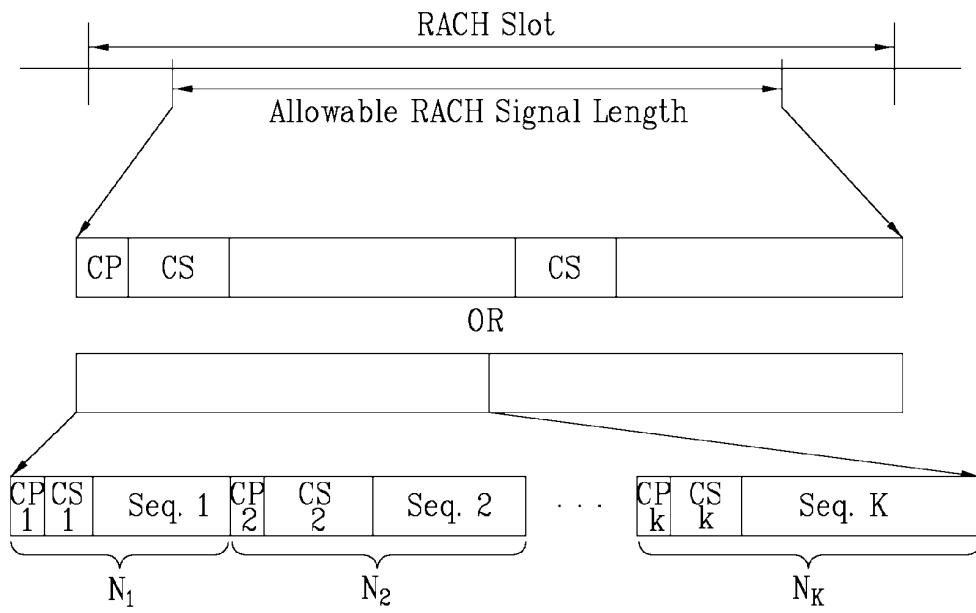 RACH Slot
Allowable RACH Signal Length
CP CS CS
OR
CP 1 CS 1 Seq. 1 CP 2 CS 2 Seq. 2 · · · CP k CS k Seq. K
N₁ N₂ N_K